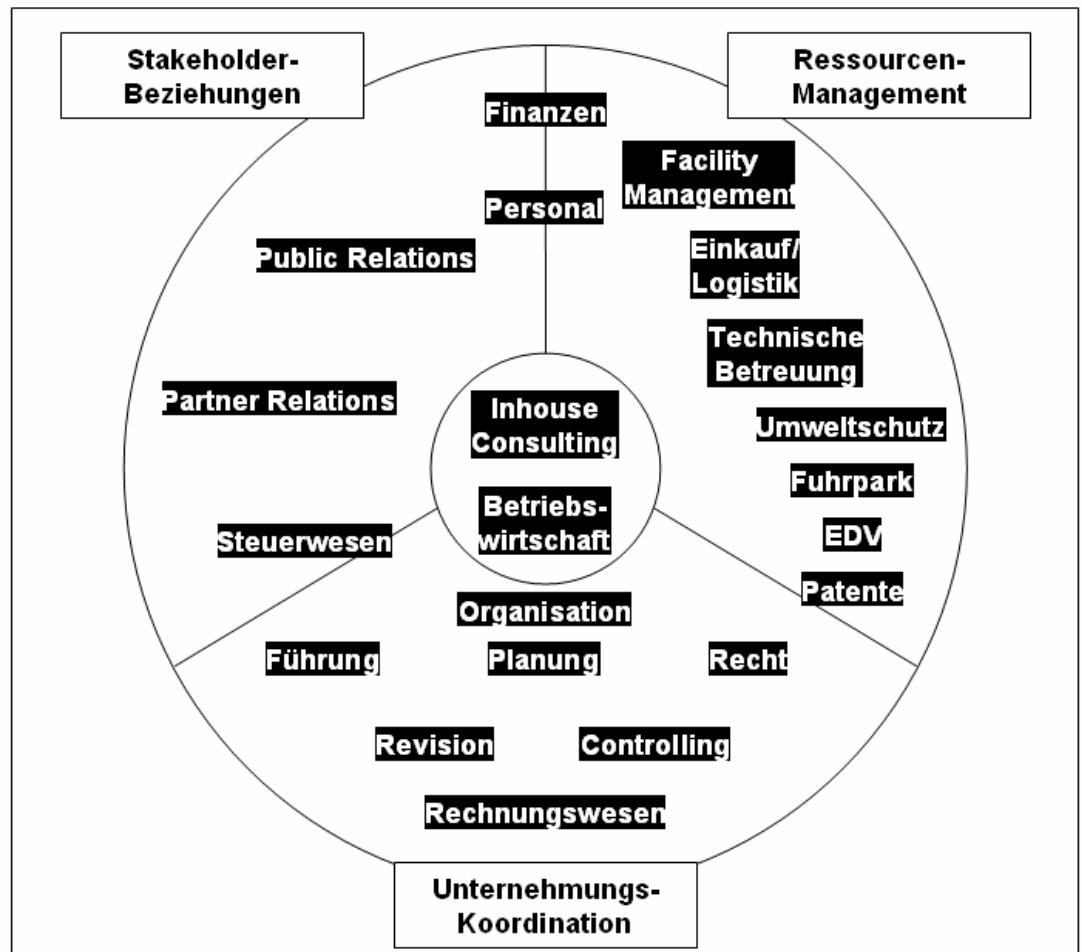 Stakeholder-
Beziehungen
Ressourcen-
Management
Finanzen
Personal
Public Relations
Partner Relations
Steuerwesen
Facility
Management
Einkauf/
Logistik
Technische
Betreuung
Umweltschutz
Fuhrpark
EDV
Patente
Inhouse
Consulting
Betriebs-
wirtschaft
Organisation
Führung
Planung
Recht
Revision
Controlling
Rechnungswesen
Unternehmungs-
Koordination